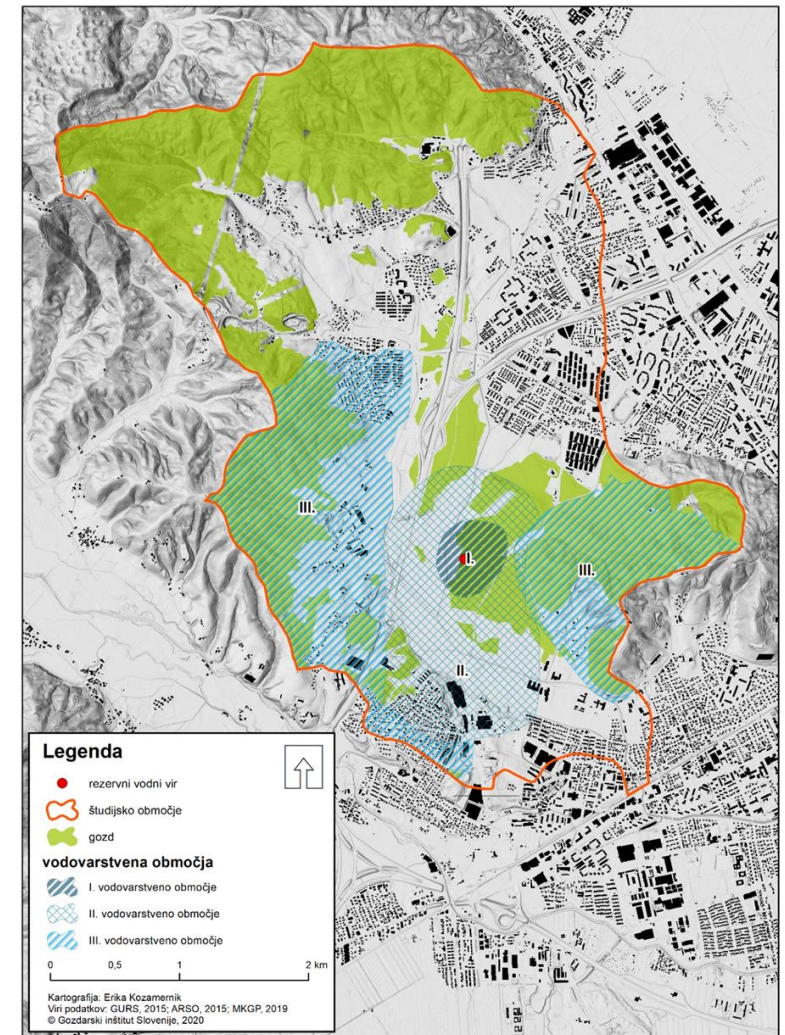 III.
I.
III.
II.
Legenda
rezervni vodni vir
študijsko območje
gozd
vodovarstvena območja
I. vodovarstveno območje
II. vodovarstveno območje
III. vodovarstveno območje
0 0,5 1 2 km
Kartografija: Erika Kozamernik
Viri podatkov: GURS, 2015; ARSO, 2015; MKGP, 2019
© Gozdarski inštitut Slovenije, 2020